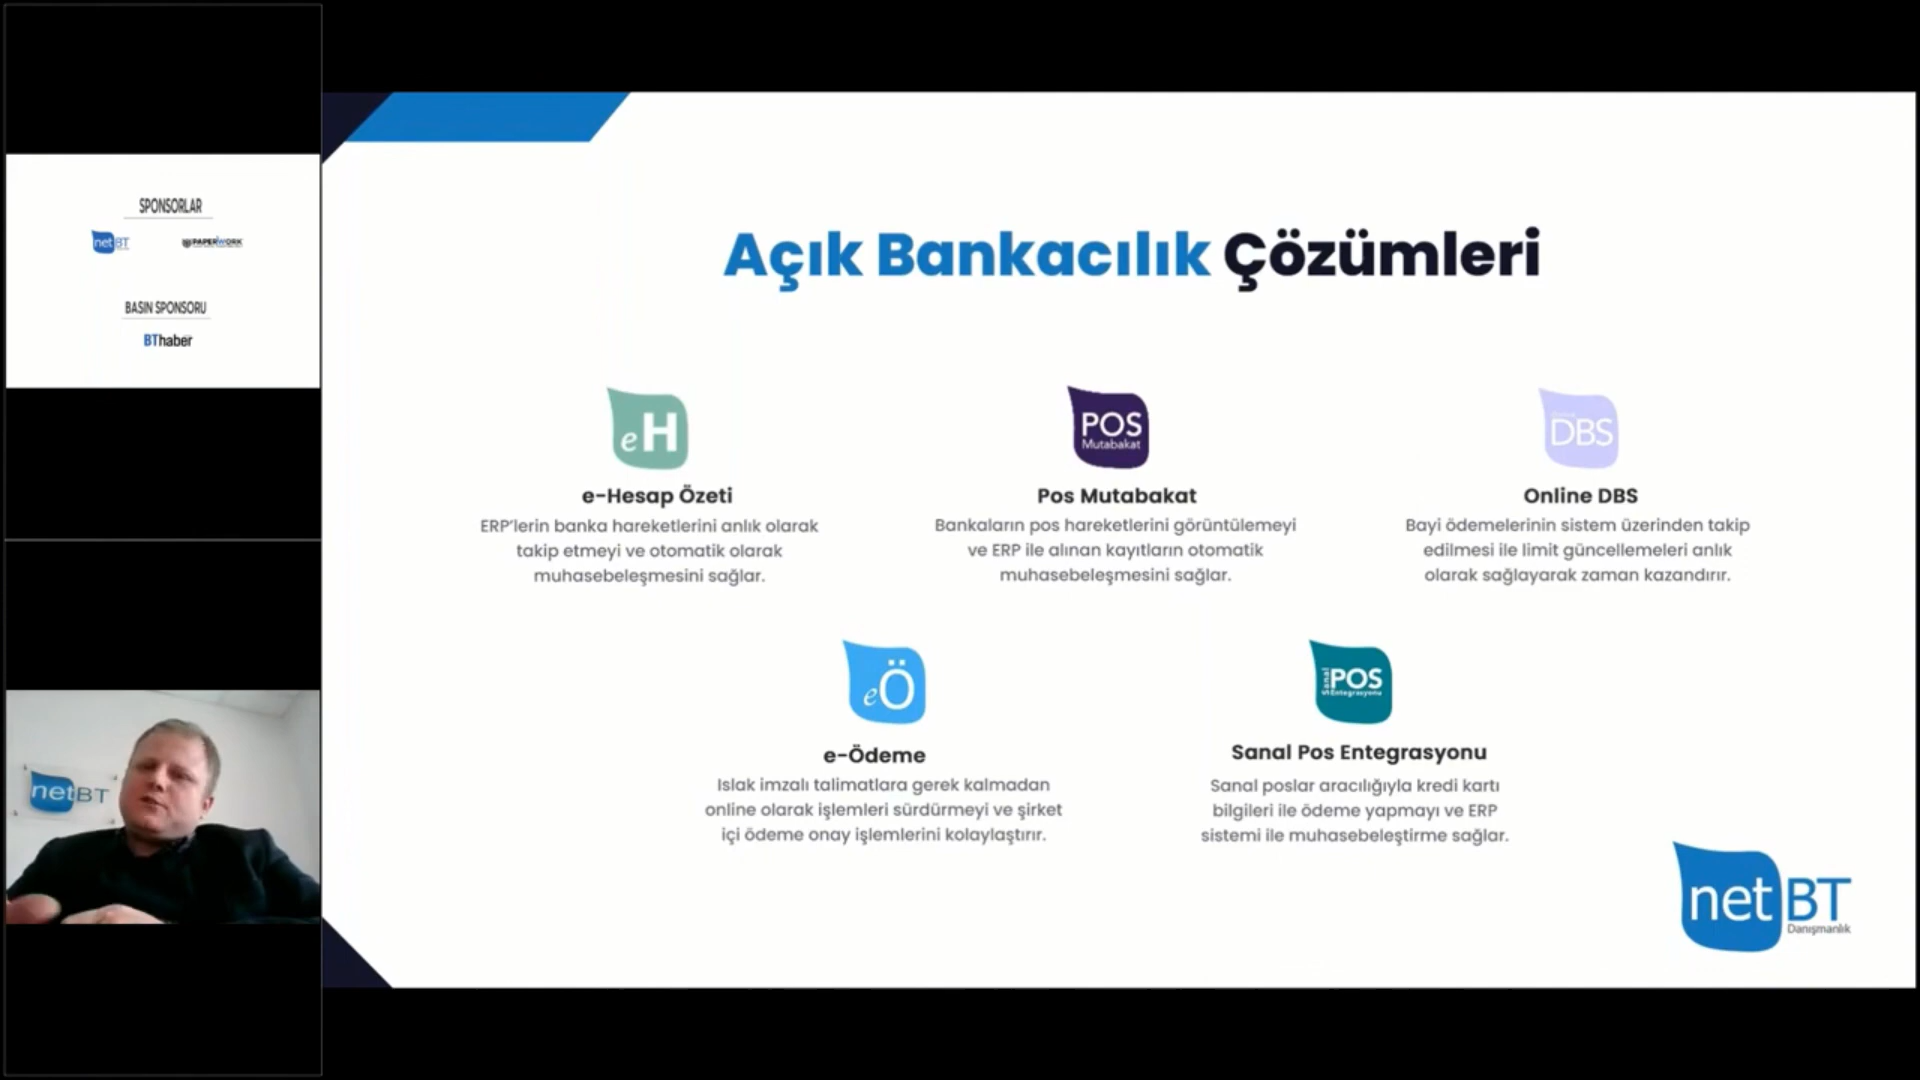 SPONSORLAR
netBT
PAPERWORK
BASIN SPONSORU
BThaber
netBT
Açık Bankacılık Çözümleri
eH
e-Hesap Özeti
ERP'lerin banka hareketlerini anlık olarak
takip etmeyi ve otomatik olarak
muhasebeleşmesini sağlar.
POS
Mutabakat
Pos Mutabakat
Bankaların pos hareketlerini görüntülemeyi
ve ERP ile alınan kayıtların otomatik
muhasebeleşmesini sağlar.
DBS
Online DBS
Bayi ödemelerinin sistem üzerinden takip
edilmesi ile limit güncellemeleri anlık
olarak sağlayarak zaman kazandırır.
eÖ
e-Ödeme
Islak imzalı talimatlara gerek kalmadan
online olarak işlemleri sürdürmeyi ve şirket
içi ödeme onay işlemlerini kolaylaştırır.
Sanal
POS
Entegrasyonu
Sanal Pos Entegrasyonu
Sanal poslar aracılığıyla kredi kartı
bilgileri ile ödeme yapmayı ve ERP
sistemi ile muhasebeleştirme sağlar.
netBT
Danışmanlık